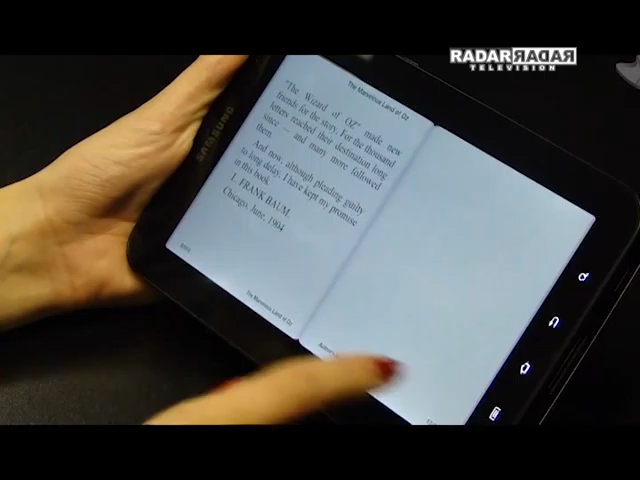 RADARRADAR
TELEVISION
SAMSUNG
The Marvelous Land of Oz
"The Wizard of OZ" made new
friends for the story. For the thousand
letters reached their destination long
since — and many more followed
them.
And now, although pleading guilty
to long delay, I have kept my promise
in this book.
L. FRANK BAUM.
Chicago, June, 1904
The Marvelous Land of Oz